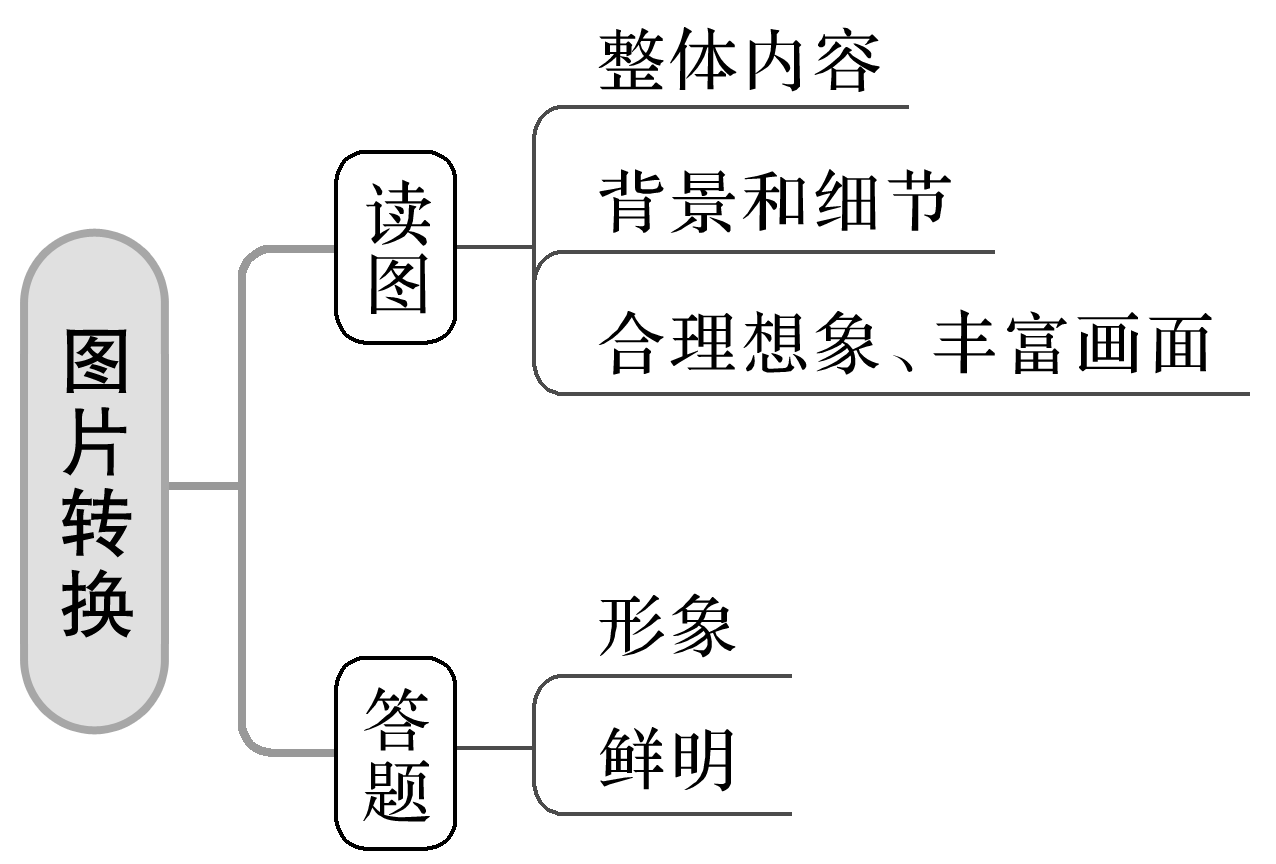 图片转换
读图
整体内容
背景和细节
合理想象、丰富画面
答题
形象
鲜明